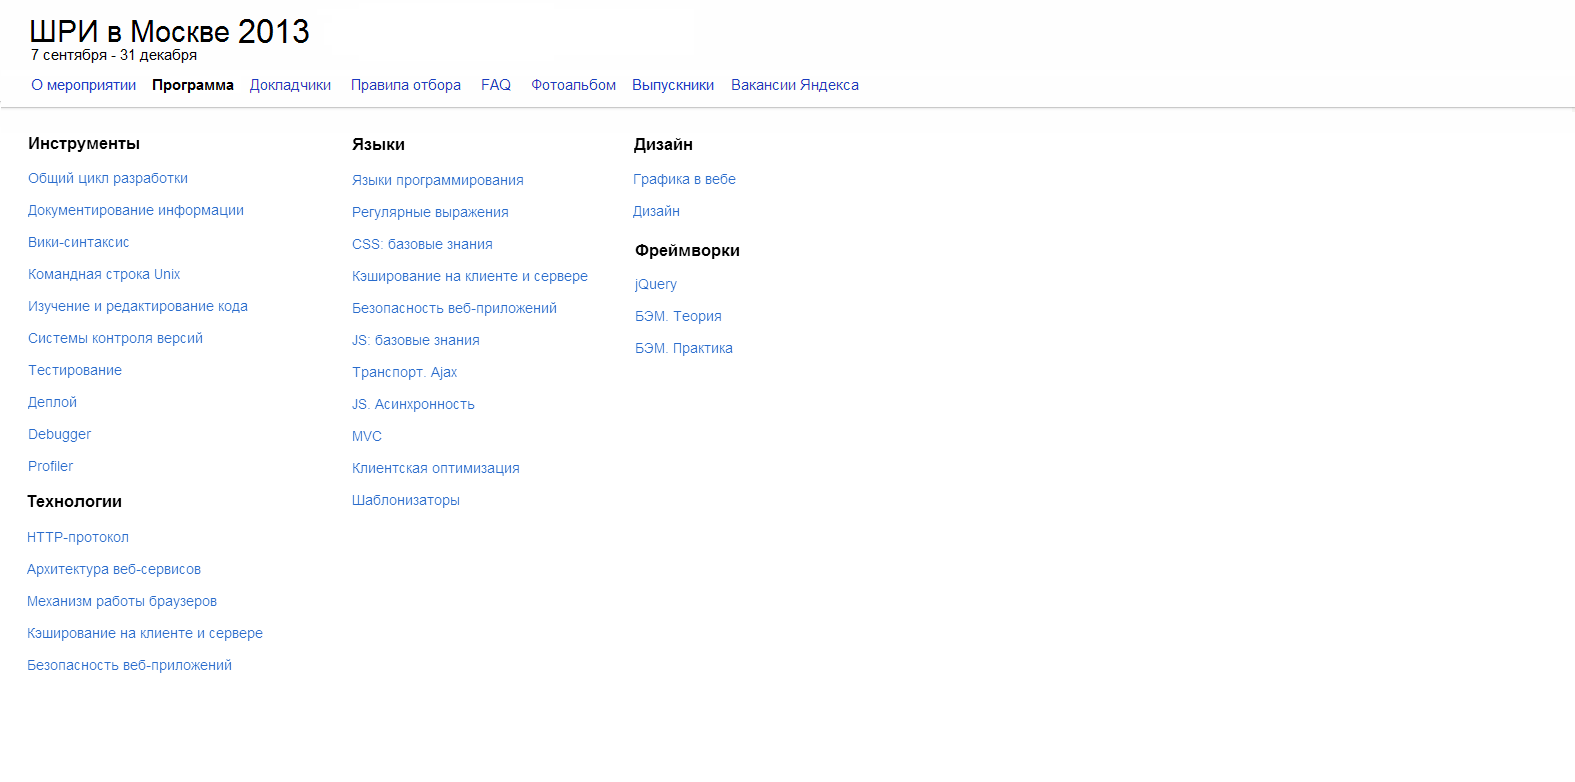 ШРИ в Москве 2013
7 сентября - 31 декабря
О мероприятии Программа Докладчики Правила отбора FAQ Фотоальбом Выпускники Вакансии Яндекса
Инструменты
Общий цикл разработки
Документирование информации
Вики-синтаксис
Командная строка Unix
Изучение и редактирование кода
Системы контроля версий
Тестирование
Деплой
Debugger
Profiler
Технологии
HTTP-протокол
Архитектура веб-сервисов
Механизм работы браузеров
Кэширование на клиенте и сервере
Безопасность веб-приложений
Языки
Языки программирования
Регулярные выражения
CSS: базовые знания
Кэширование на клиенте и сервере
Безопасность веб-приложений
JS: базовые знания
Транспорт. Ajax
JS. Асинхронность
MVC
Клиентская оптимизация
Шаблонизаторы
Дизайн
Графика в вебе
Дизайн
Фреймворки
jQuery
БЭМ. Теория
БЭМ. Практика